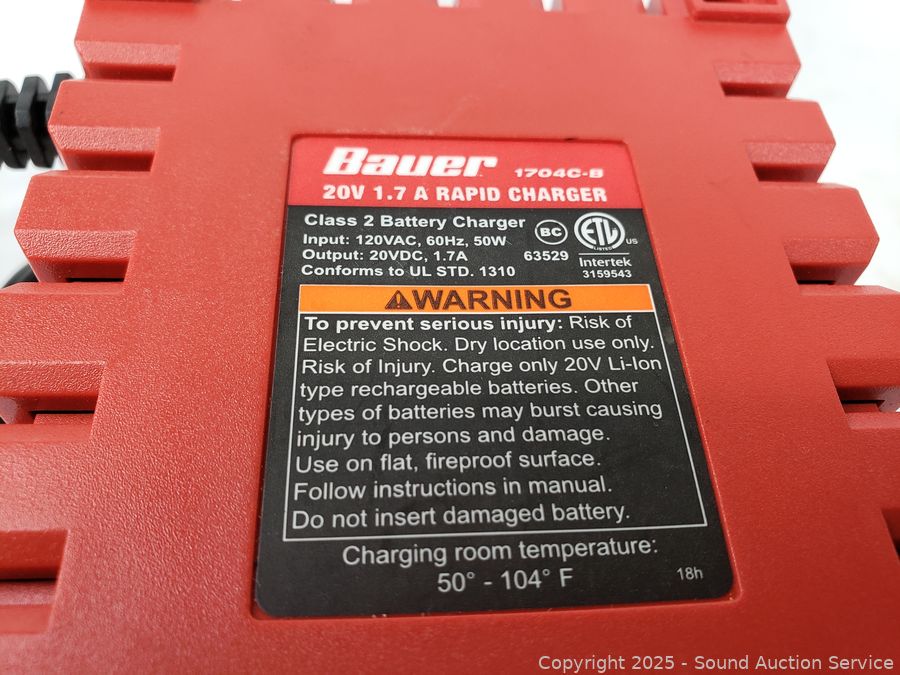 Bauer 1704C-B
20V 1.7 A RAPID CHARGER
Class 2 Battery Charger
Input: 120VAC, 60Hz, 50W
Output: 20VDC, 1.7A
Conforms to UL STD. 1310
BC
63529
ETL
LISTED
US
Intertek
3159543
WARNING
To prevent serious injury: Risk of
Electric Shock. Dry location use only.
Risk of Injury. Charge only 20V Li-Ion
type rechargeable batteries. Other
types of batteries may burst causing
injury to persons and damage.
Use on flat, fireproof surface.
Follow instructions in manual.
Do not insert damaged battery.
Charging room temperature:
50° - 104° F
18h
Copyright 2025 - Sound Auction Service